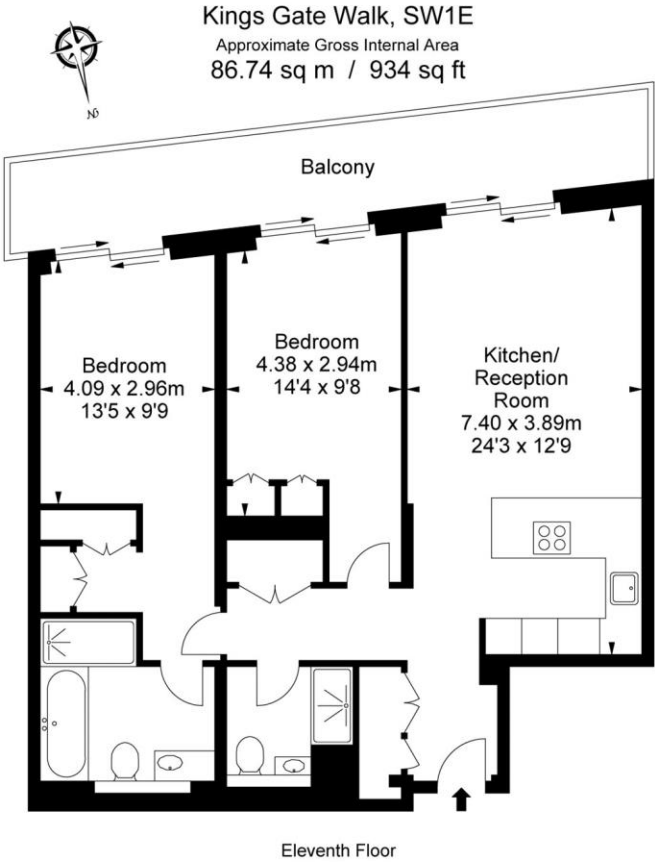 Kings Gate Walk, SW1E
Approximate Gross Internal Area
86.74 sq m / 934 sq ft
N
Balcony
Bedroom
4.09 x 2.96m
13'5 x 9'9
Bedroom
4.38 x 2.94m
14'4 x 9'8
Kitchen/
Reception
Room
7.40 x 3.89m
24'3 x 12'9
Eleventh Floor